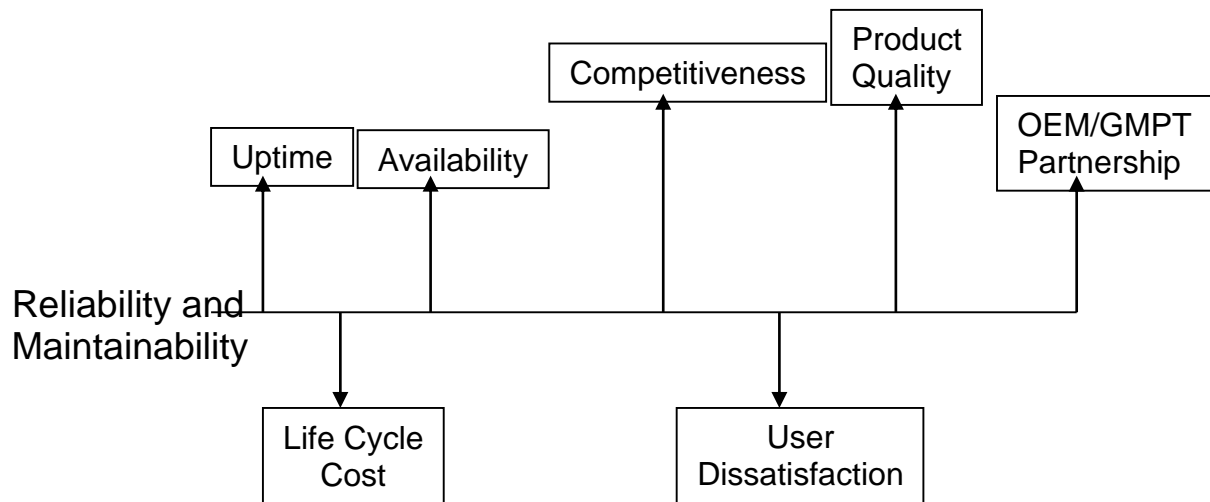 Product
Quality
Competitiveness
OEM/GMPT
Partnership
Uptime
Availability
Reliability and
Maintainability
Life Cycle
Cost
User
Dissatisfaction